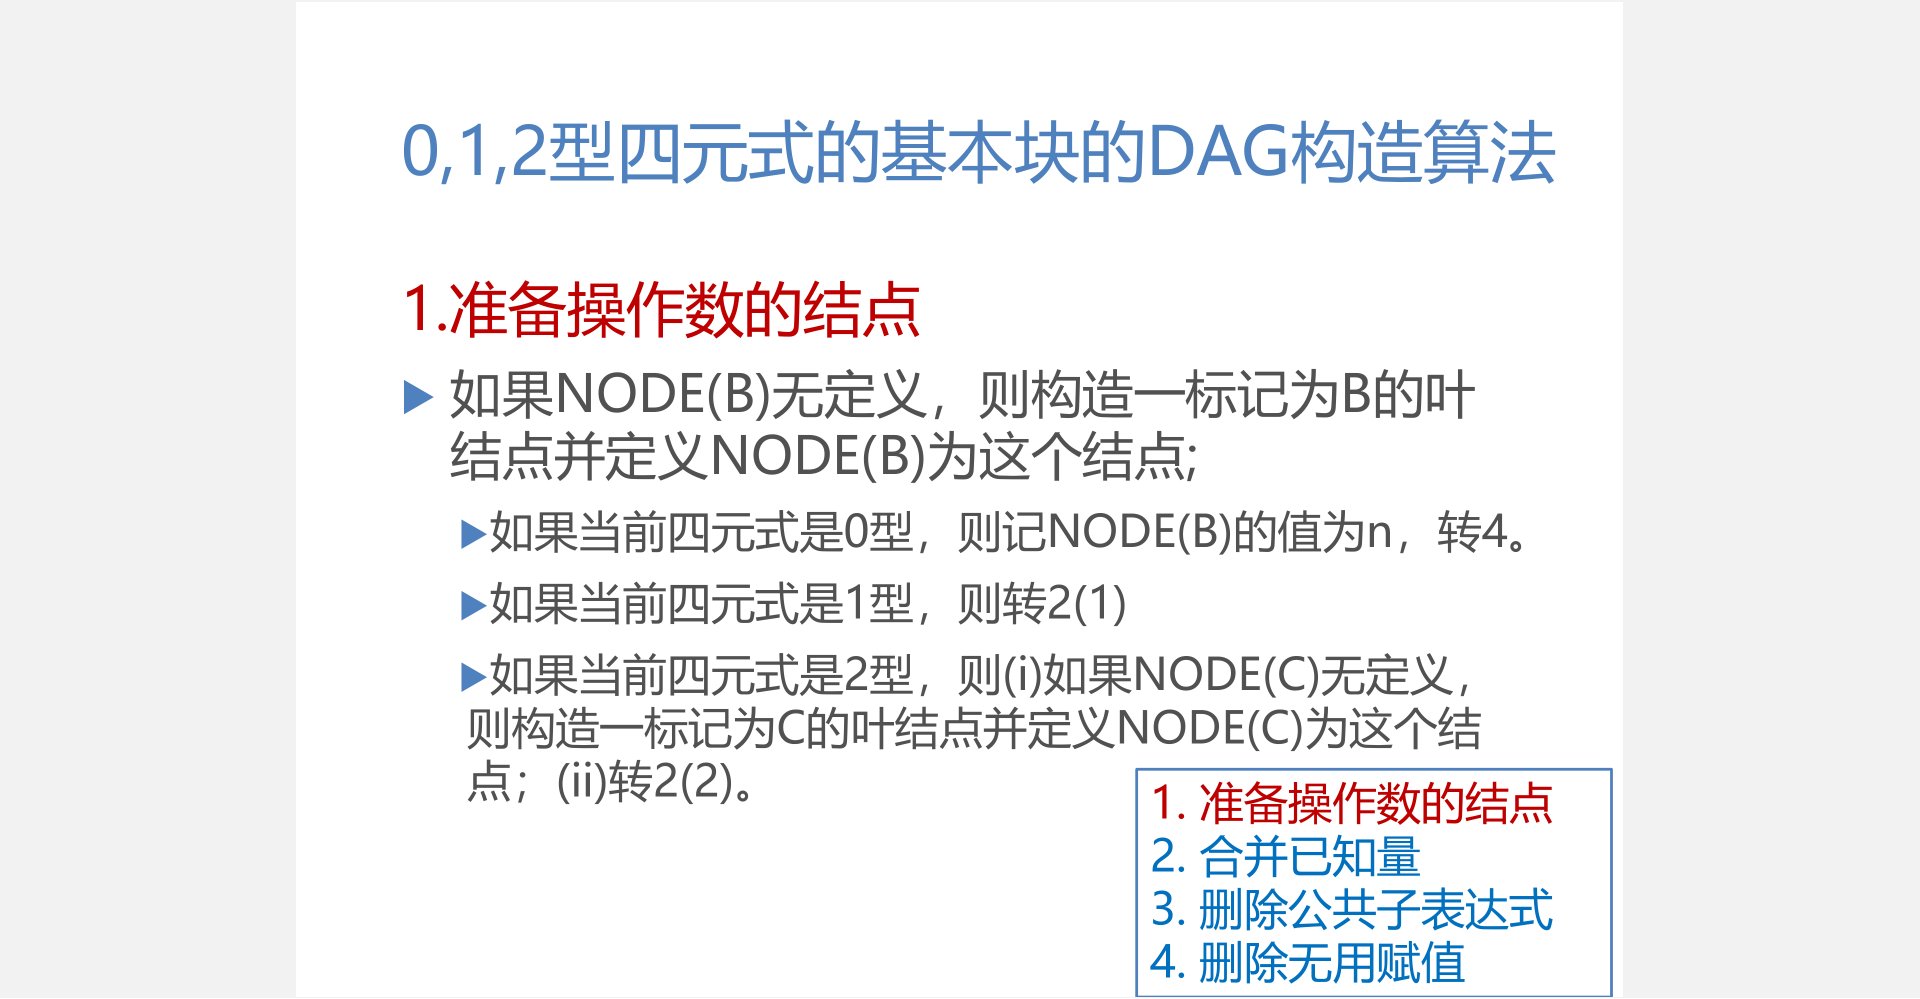 0,1,2型四元式的基本块的DAG构造算法
1.准备操作数的结点
如果NODE(B)无定义，则构造一标记为B的叶
结点并定义NODE(B)为这个结点;
如果当前四元式是0型，则记NODE(B)的值为n，转4。
如果当前四元式是1型，则转2(1)
如果当前四元式是2型，则(i)如果NODE(C)无定义，
则构造一标记为C的叶结点并定义NODE(C)为这个结
点；(ii)转2(2)。
1. 准备操作数的结点
2. 合并已知量
3. 删除公共子表达式
4. 删除无用赋值